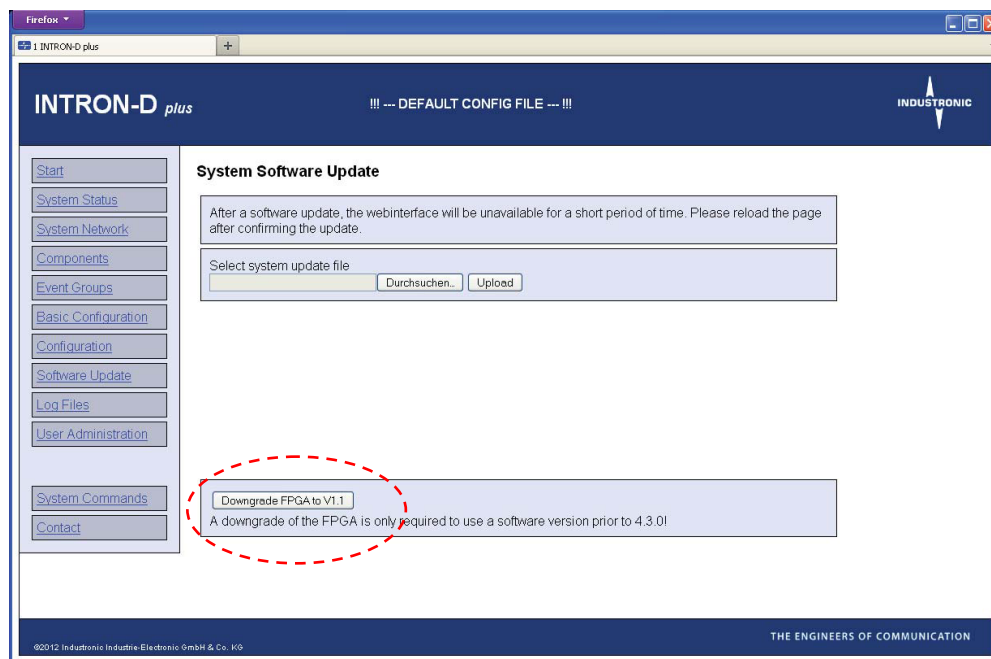 Firefox
1 INTRON-D plus
+
INTRON-D plus
!!! --- DEFAULT CONFIG FILE --- !!!
INDUSTRONIC
Start
System Status
System Network
Components
Event Groups
Basic Configuration
Configuration
Software Update
Log Files
User Administration
System Commands
Contact
System Software Update
After a software update, the webinterface will be unavailable for a short period of time. Please reload the page
after confirming the update.
Select system update file
Durchsuchen.. Upload
Downgrade FPGA to V1.1
A downgrade of the FPGA is only required to use a software version prior to 4.3.0!
THE ENGINEERS OF COMMUNICATION
©2012 Industronic Industrie-Electronic GmbH & Co. KG